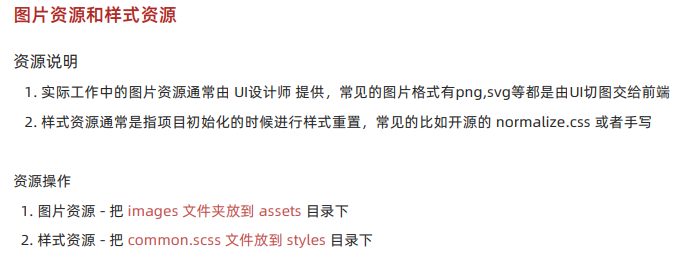 图片资源和样式资源
资源说明
1. 实际工作中的图片资源通常由 UI设计师 提供，常见的图片格式有png,svg等都是由UI切图交给前端
2. 样式资源通常是指项目初始化的时候进行样式重置，常见的比如开源的 normalize.css 或者手写
资源操作
1. 图片资源 - 把 images 文件夹放到 assets 目录下
2. 样式资源 - 把 common.scss 文件放到 styles 目录下